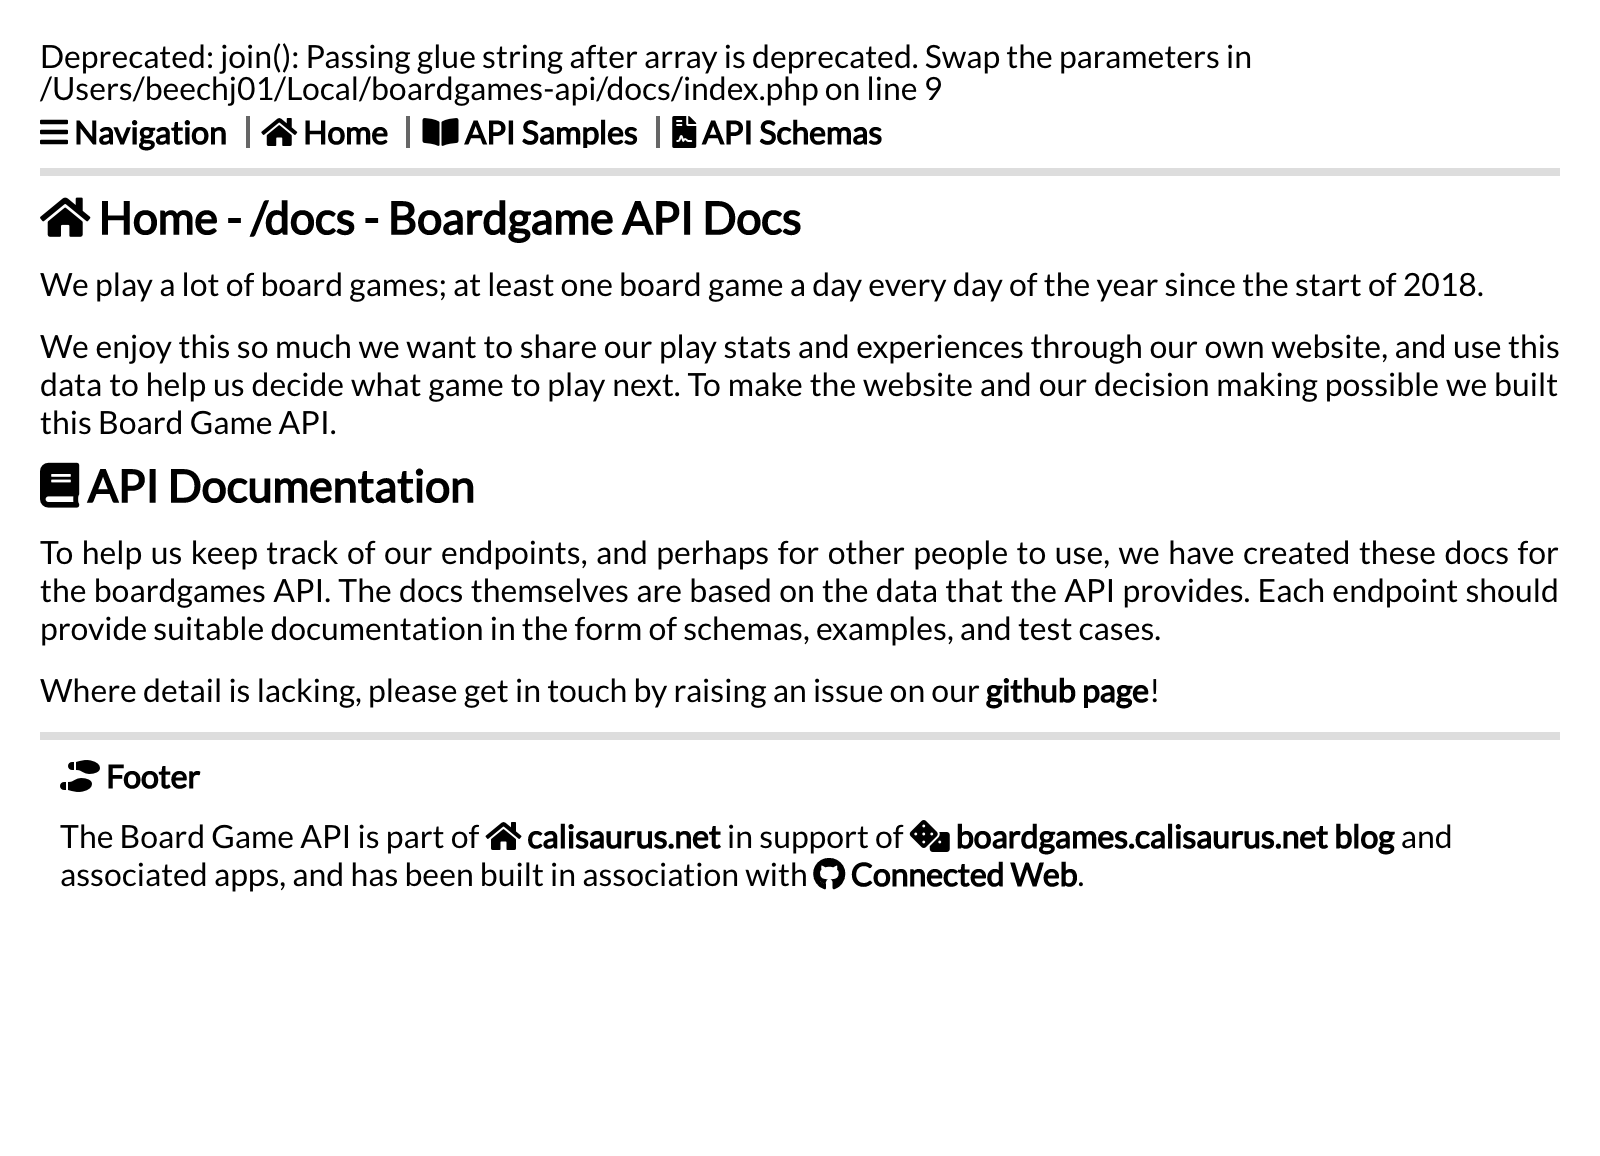 Deprecated: join(): Passing glue string after array is deprecated. Swap the parameters in
/Users/beechj01/Local/boardgames-api/docs/index.php on line 9
Navigation | Home | API Samples | API Schemas
Home - /docs - Boardgame API Docs
We play a lot of board games; at least one board game a day every day of the year since the start of 2018.
We enjoy this so much we want to share our play stats and experiences through our own website, and use this
data to help us decide what game to play next. To make the website and our decision making possible we built
this Board Game API.
API Documentation
To help us keep track of our endpoints, and perhaps for other people to use, we have created these docs for
the boardgames API. The docs themselves are based on the data that the API provides. Each endpoint should
provide suitable documentation in the form of schemas, examples, and test cases.
Where detail is lacking, please get in touch by raising an issue on our github page!
Footer
The Board Game API is part of calisaurus.net in support of boardgames.calisaurus.net blog and
associated apps, and has been built in association with Connected Web.